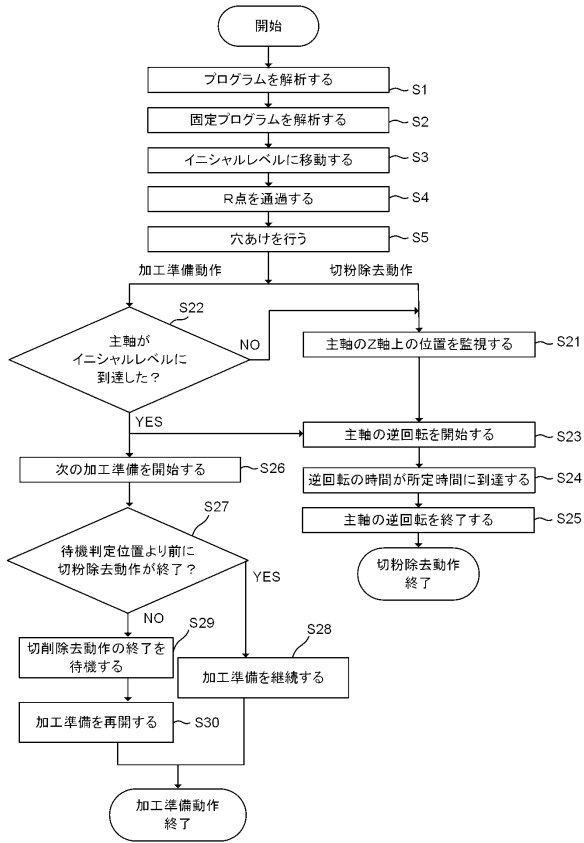 開始
プログラムを解析する
S1
固定プログラムを解析する
S2
イニシャルレベルに移動する
S3
R点を通過する
S4
穴あけを行う
S5
加工準備動作
切粉除去動作
S22
主軸が
イニシャルレベルに
到達した?
NO
YES
主軸のZ軸上の位置を監視する
S21
主軸の逆回転を開始する
S23
次の加工準備を開始する
S26
逆回転の時間が所定時間に到達する
S24
主軸の逆回転を終了する
S25
切粉除去動作
終了
S27
待機判定位置より前に
切粉除去動作が終了?
YES
NO
切削除去動作の終了を
待機する
S29
S28
加工準備を継続する
加工準備を再開する
S30
加工準備動作
終了